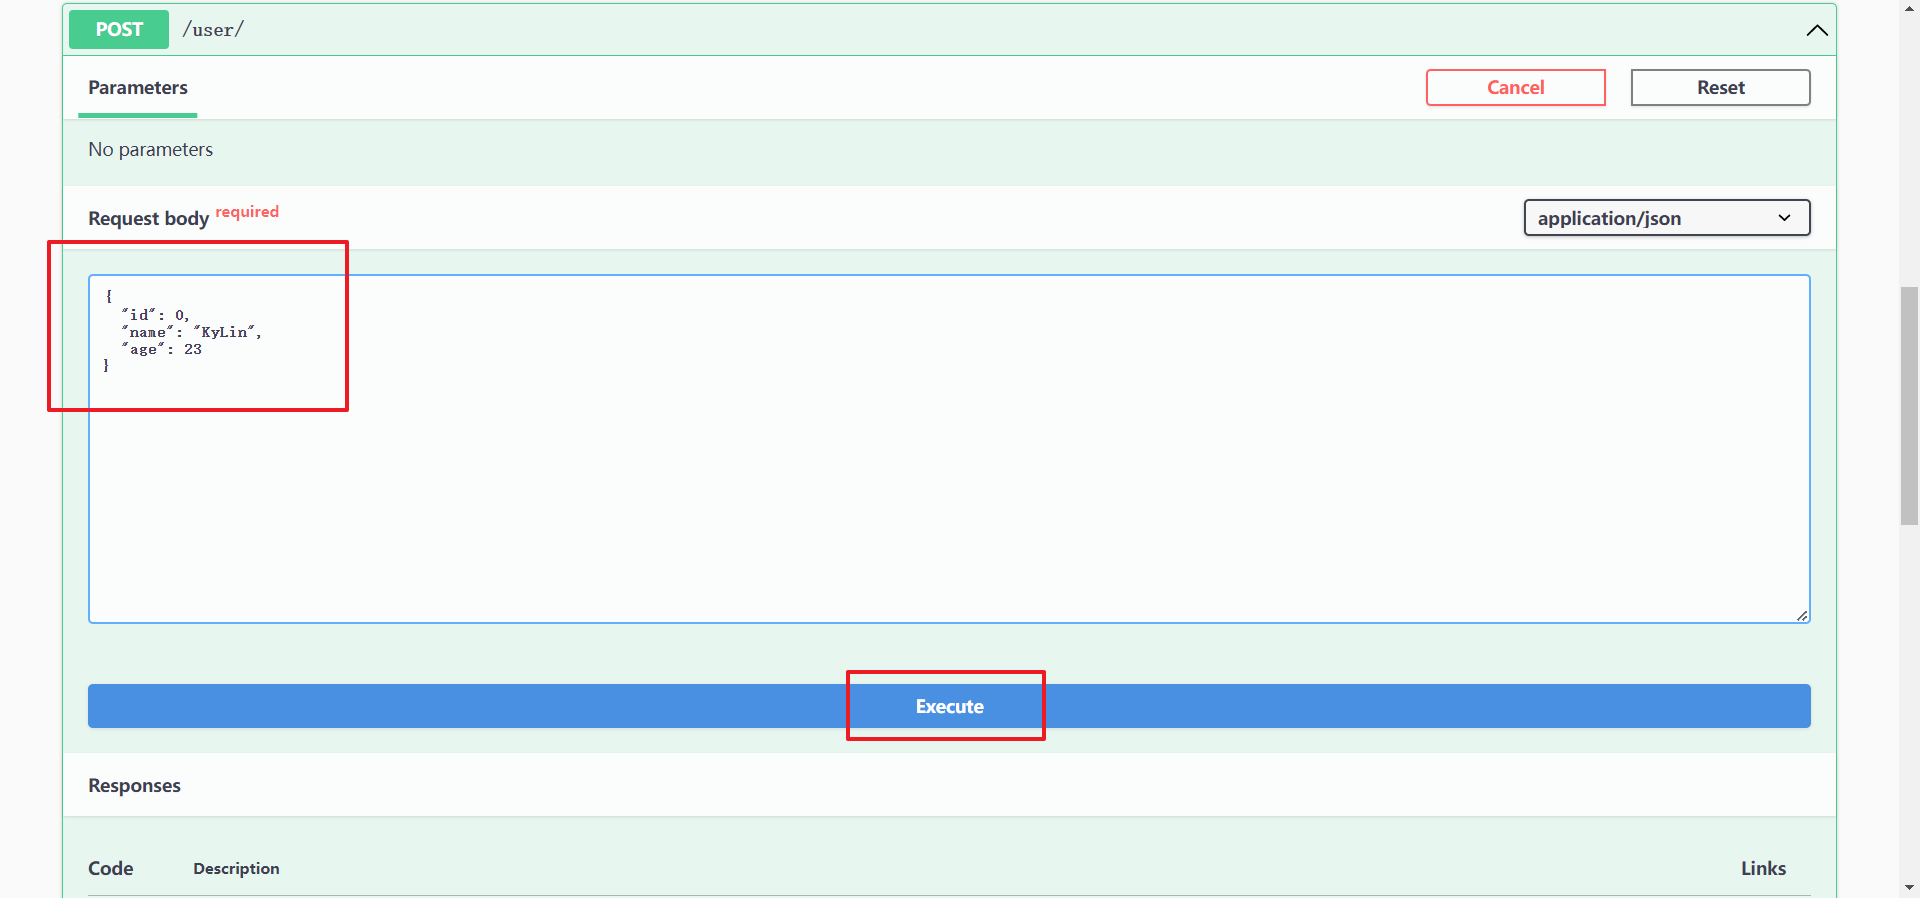 POST /user/
Parameters
Cancel
Reset
No parameters
Request body required
application/json
{
  "id": 0,
  "name": "KyLin",
  "age": 23
}
Execute
Responses
Code Description Links